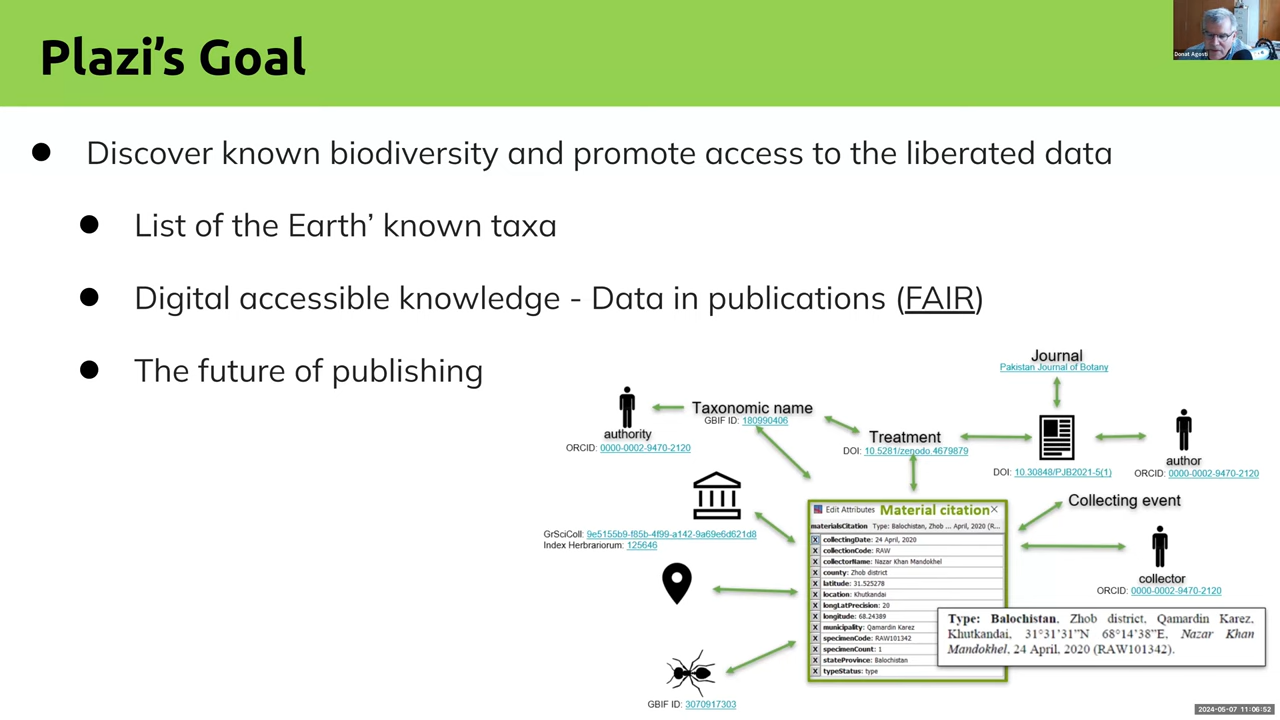 Plazi's Goal
Donat Agosti
● Discover known biodiversity and promote access to the liberated data
● List of the Earth' known taxa
● Digital accessible knowledge - Data in publications (FAIR)
● The future of publishing
Journal
Pakistan Journal of Botany
Taxonomic name
GBIF ID: 180990406
authority
ORCID: 0000-0002-9470-2120
Treatment
DOI: 10.5281/zenodo.4679879
DOI: 10.30848/PJB2021-5(1)
author
ORCID: 0000-0002-9470-2120
GrSciColl: 9e5155b9-f85b-4f99-a142-9a69e6d621d8
Index Herbrariorum: 125646
Edit Attributes Material citation X
materialsCitation Type: Balochistan, Zhob ... April, 2020 (R...
X collectingDate: 24 April, 2020
X collectionCode: RAW
X collectorName: Nazar Khan Mandokhel
X county: Zhob district
X latitude: 31.525278
X location: Khutkandai
X longLatPrecision: 20
X longitude: 68.24389
X municipality: Qamardin Karez
X specimenCode: RAW101342
X specimenCount: 1
X stateProvince: Balochistan
X typeStatus: type
Collecting event
collector
ORCID: 0000-0002-9470-2120
Type: Balochistan, Zhob district, Qamardin Karez,
Khutkandai, 31°31'31"N 68°14'38"E, Nazar Khan
Mandokhel, 24 April, 2020 (RAW101342).
GBIF ID: 3070917303
2024-05-07 11:06:52